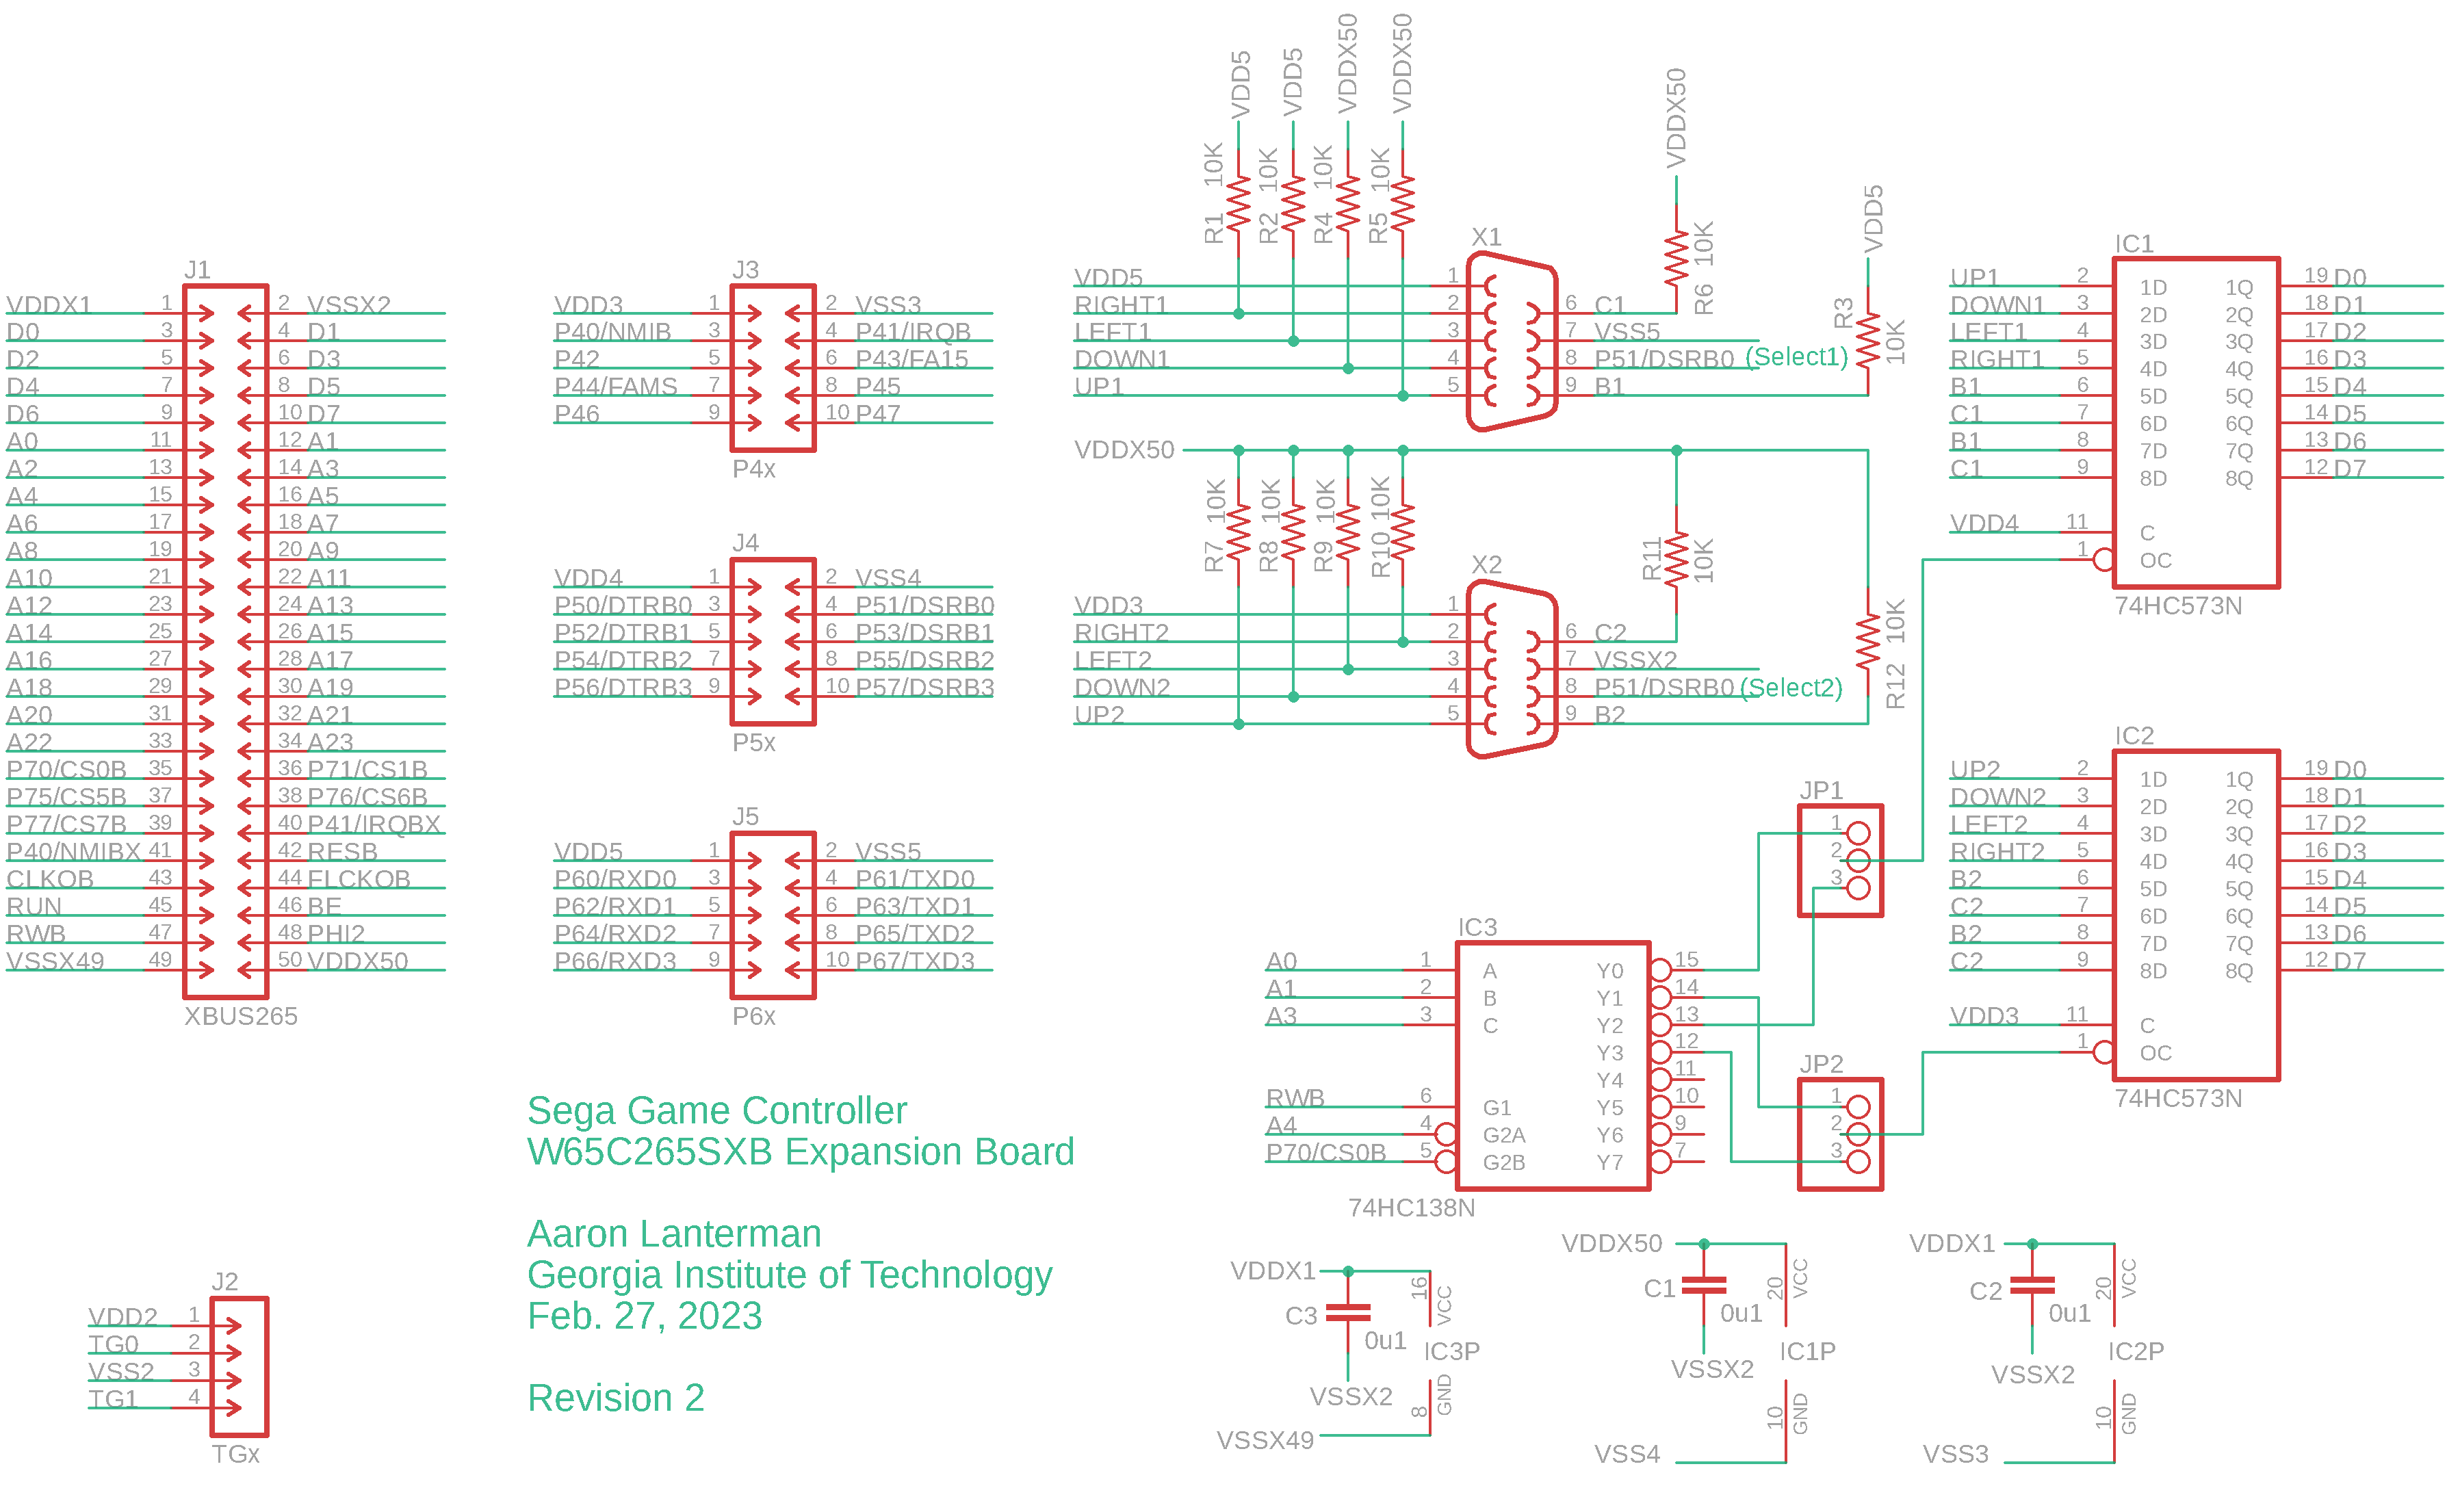 J1
VDDX1 1 2 VSSX2
D0 3 4 D1
D2 5 6 D3
D4 7 8 D5
D6 9 10 D7
A0 11 12 A1
A2 13 14 A3
A4 15 16 A5
A6 17 18 A7
A8 19 20 A9
A10 21 22 A11
A12 23 24 A13
A14 25 26 A15
A16 27 28 A17
A18 29 30 A19
A20 31 32 A21
A22 33 34 A23
P70/CS0B 35 36 P71/CS1B
P75/CS5B 37 38 P76/CS6B
P77/CS7B 39 40 P41/IRQBX
P40/NMIBX 41 42 RESB
CLKOB 43 44 FLCKOB
RUN 45 46 BE
RWB 47 48 PHI2
VSSX49 49 50 VDDX50
XBUS265
J2
VDD2 1
TG0 2
VSS2 3
TG1 4
TGx
J3
VDD3 1 2 VSS3
P40/NMIB 3 4 P41/IRQB
P42 5 6 P43/FA15
P44/FAMS 7 8 P45
P46 9 10 P47
P4x
J4
VDD4 1 2 VSS4
P50/DTRB0 3 4 P51/DSRB0
P52/DTRB1 5 6 P53/DSRB1
P54/DTRB2 7 8 P55/DSRB2
P56/DTRB3 9 10 P57/DSRB3
P5x
J5
VDD5 1 2 VSS5
P60/RXD0 3 4 P61/TXD0
P62/RXD1 5 6 P63/TXD1
P64/RXD2 7 8 P65/TXD2
P66/RXD3 9 10 P67/TXD3
P6x
Sega Game Controller
W65C265SXB Expansion Board
Aaron Lanterman
Georgia Institute of Technology
Feb. 27, 2023
Revision 2
VDD5 VDD5 VDDX50 VDDX50 VDDX50 VDD5
R1 10K
R2 10K
R4 10K
R5 10K
R6 10K
R3 10K
X1
VDD5 1
RIGHT1 2 6 C1
LEFT1 3 7 VSS5
DOWN1 4 8 P51/DSRB0 (Select1)
UP1 5 9 B1
VDDX50
R7 10K
R8 10K
R9 10K
R10 10K
R11 10K
R12 10K
X2
VDD3 1
RIGHT2 2 6 C2
LEFT2 3 7 VSSX2
DOWN2 4 8 P51/DSRB0 (Select2)
UP2 5 9 B2
JP1
1
2
3
JP2
1
2
3
IC3
A0 1 A Y0 15
A1 2 B Y1 14
A3 3 C Y2 13
Y3 12
Y4 11
RWB 6 G1 Y5 10
A4 4 G2A Y6 9
P70/CS0B 5 G2B Y7 7
74HC138N
IC1
UP1 2 1D 1Q 19 D0
DOWN1 3 2D 2Q 18 D1
LEFT1 4 3D 3Q 17 D2
RIGHT1 5 4D 4Q 16 D3
B1 6 5D 5Q 15 D4
C1 7 6D 6Q 14 D5
B1 8 7D 7Q 13 D6
C1 9 8D 8Q 12 D7
VDD4 11 C
1 OC
74HC573N
IC2
UP2 2 1D 1Q 19 D0
DOWN2 3 2D 2Q 18 D1
LEFT2 4 3D 3Q 17 D2
RIGHT2 5 4D 4Q 16 D3
B2 6 5D 5Q 15 D4
C2 7 6D 6Q 14 D5
B2 8 7D 7Q 13 D6
C2 9 8D 8Q 12 D7
VDD3 11 C
1 OC
74HC573N
VDDX1
C3 0u1
VSSX2
16 VCC
IC3P
8 GND
VSSX49
VDDX50
C1 0u1
VSSX2
20 VCC
IC1P
10 GND
VSS4
VDDX1
C2 0u1
VSSX2
20 VCC
IC2P
10 GND
VSS3